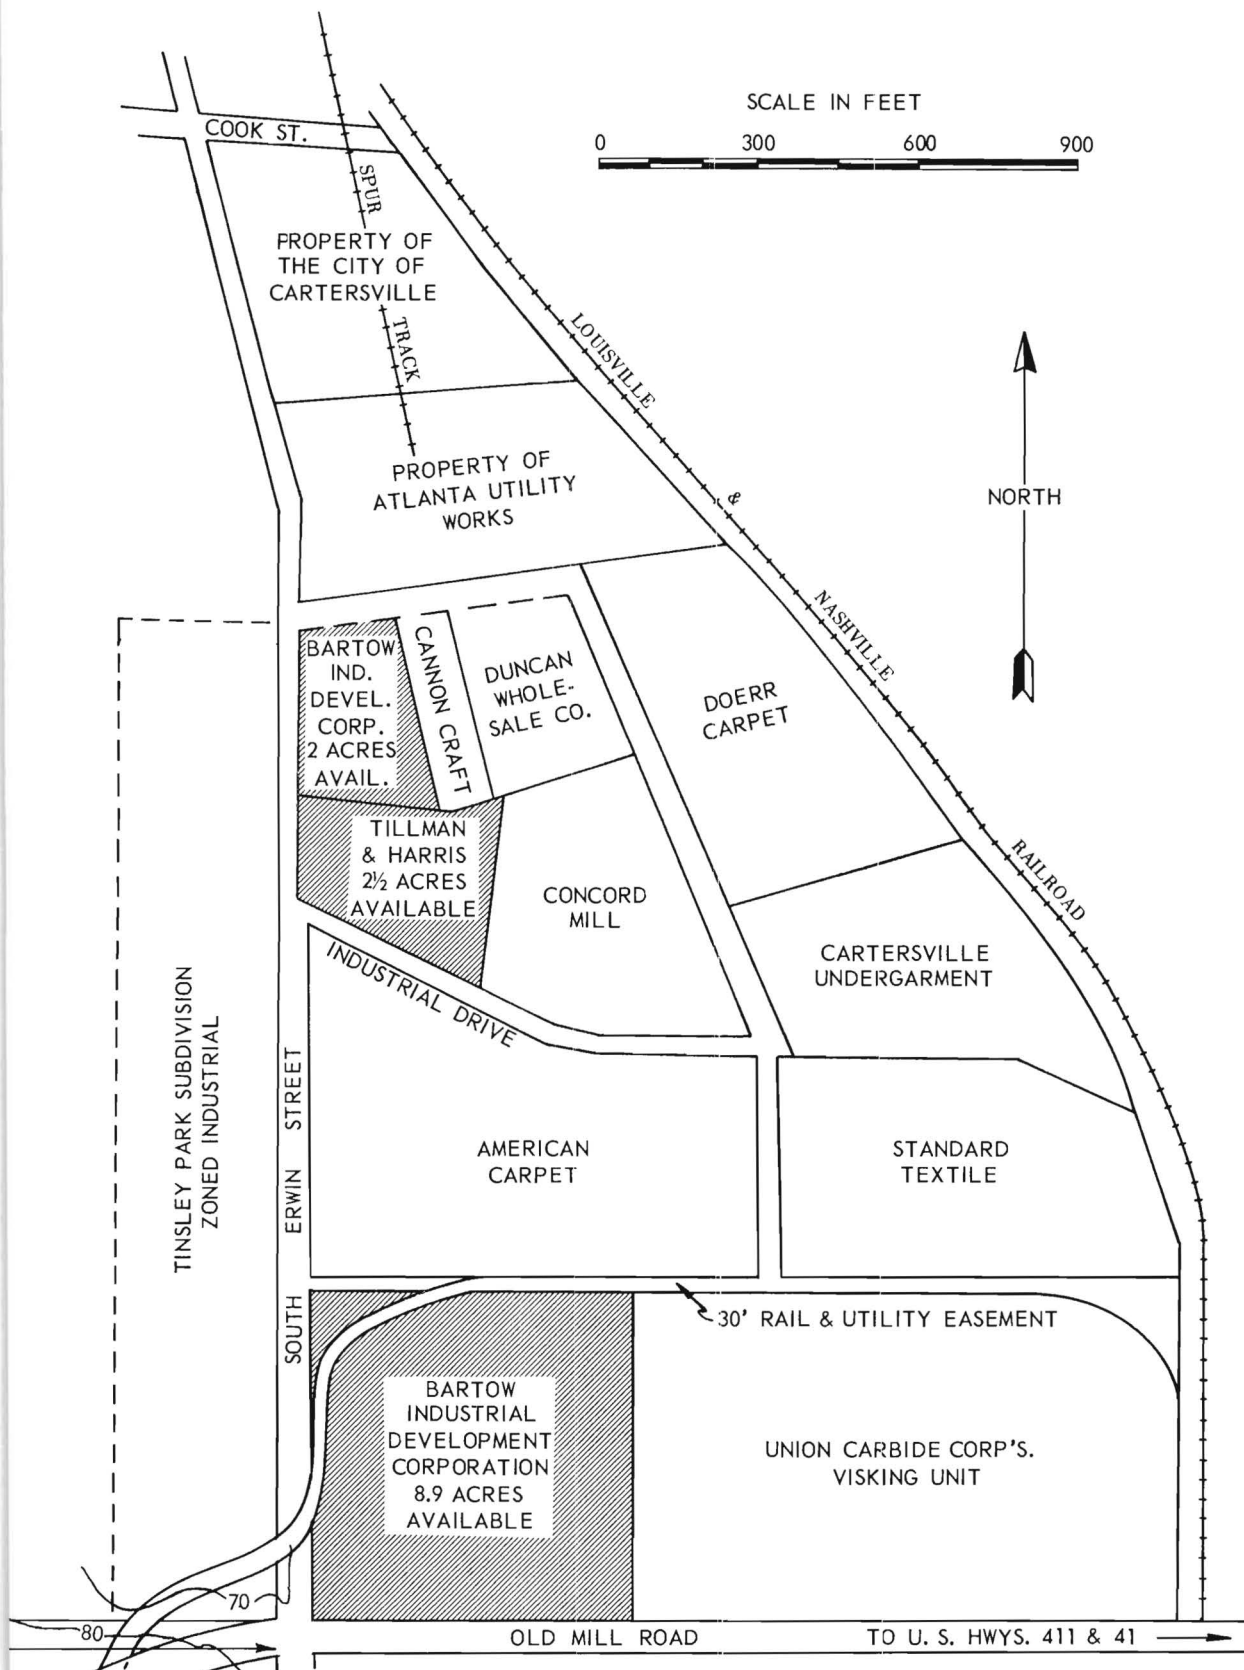 SCALE IN FEET
0 300 600 900
COOK ST.
SPUR
TRACK
PROPERTY OF
THE CITY OF
CARTERSVILLE
LOUISVILLE
&
NASHVILLE
RAILROAD
NORTH
PROPERTY OF
ATLANTA UTILITY
WORKS
BARTOW
IND.
DEVEL.
CORP.
2 ACRES
AVAIL.
CANNON CRAFT
DUNCAN
WHOLE-
SALE CO.
DOERR
CARPET
TILLMAN
& HARRIS
2½ ACRES
AVAILABLE
CONCORD
MILL
CARTERSVILLE
UNDERGARMENT
INDUSTRIAL DRIVE
TINSLEY PARK SUBDIVISION
ZONED INDUSTRIAL
SOUTH ERWIN STREET
AMERICAN
CARPET
STANDARD
TEXTILE
30' RAIL & UTILITY EASEMENT
BARTOW
INDUSTRIAL
DEVELOPMENT
CORPORATION
8.9 ACRES
AVAILABLE
UNION CARBIDE CORP'S.
VISKING UNIT
70
80
OLD MILL ROAD
TO U. S. HWYS. 411 & 41